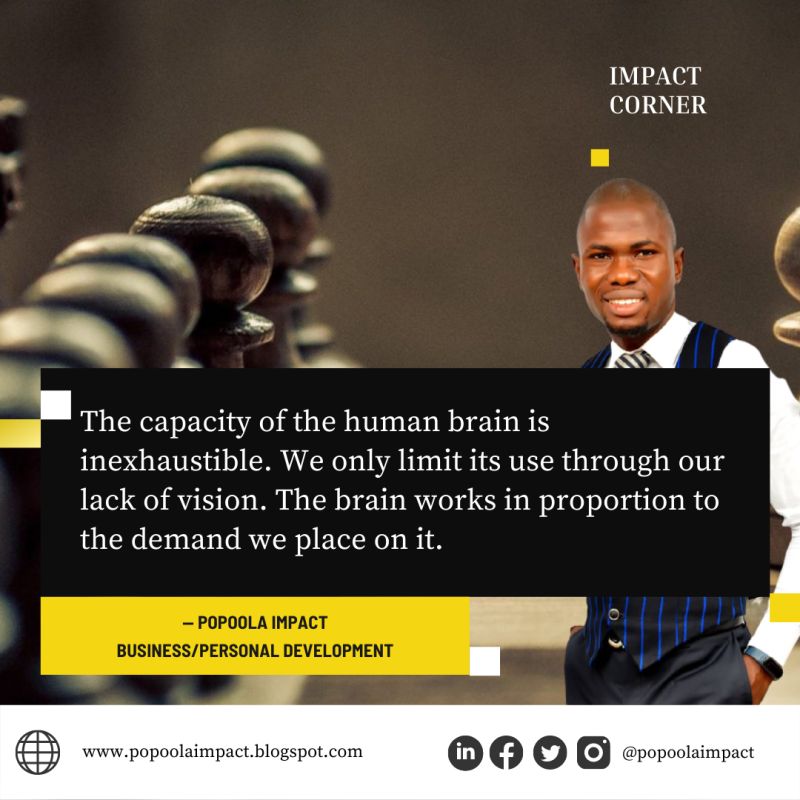 IMPACT
CORNER
The capacity of the human brain is
inexhaustible. We only limit its use through our
lack of vision. The brain works in proportion to
the demand we place on it.
– POPOOLA IMPACT
BUSINESS/PERSONAL DEVELOPMENT
www.popoolaimpact.blogspot.com
in f @popoolaimpact